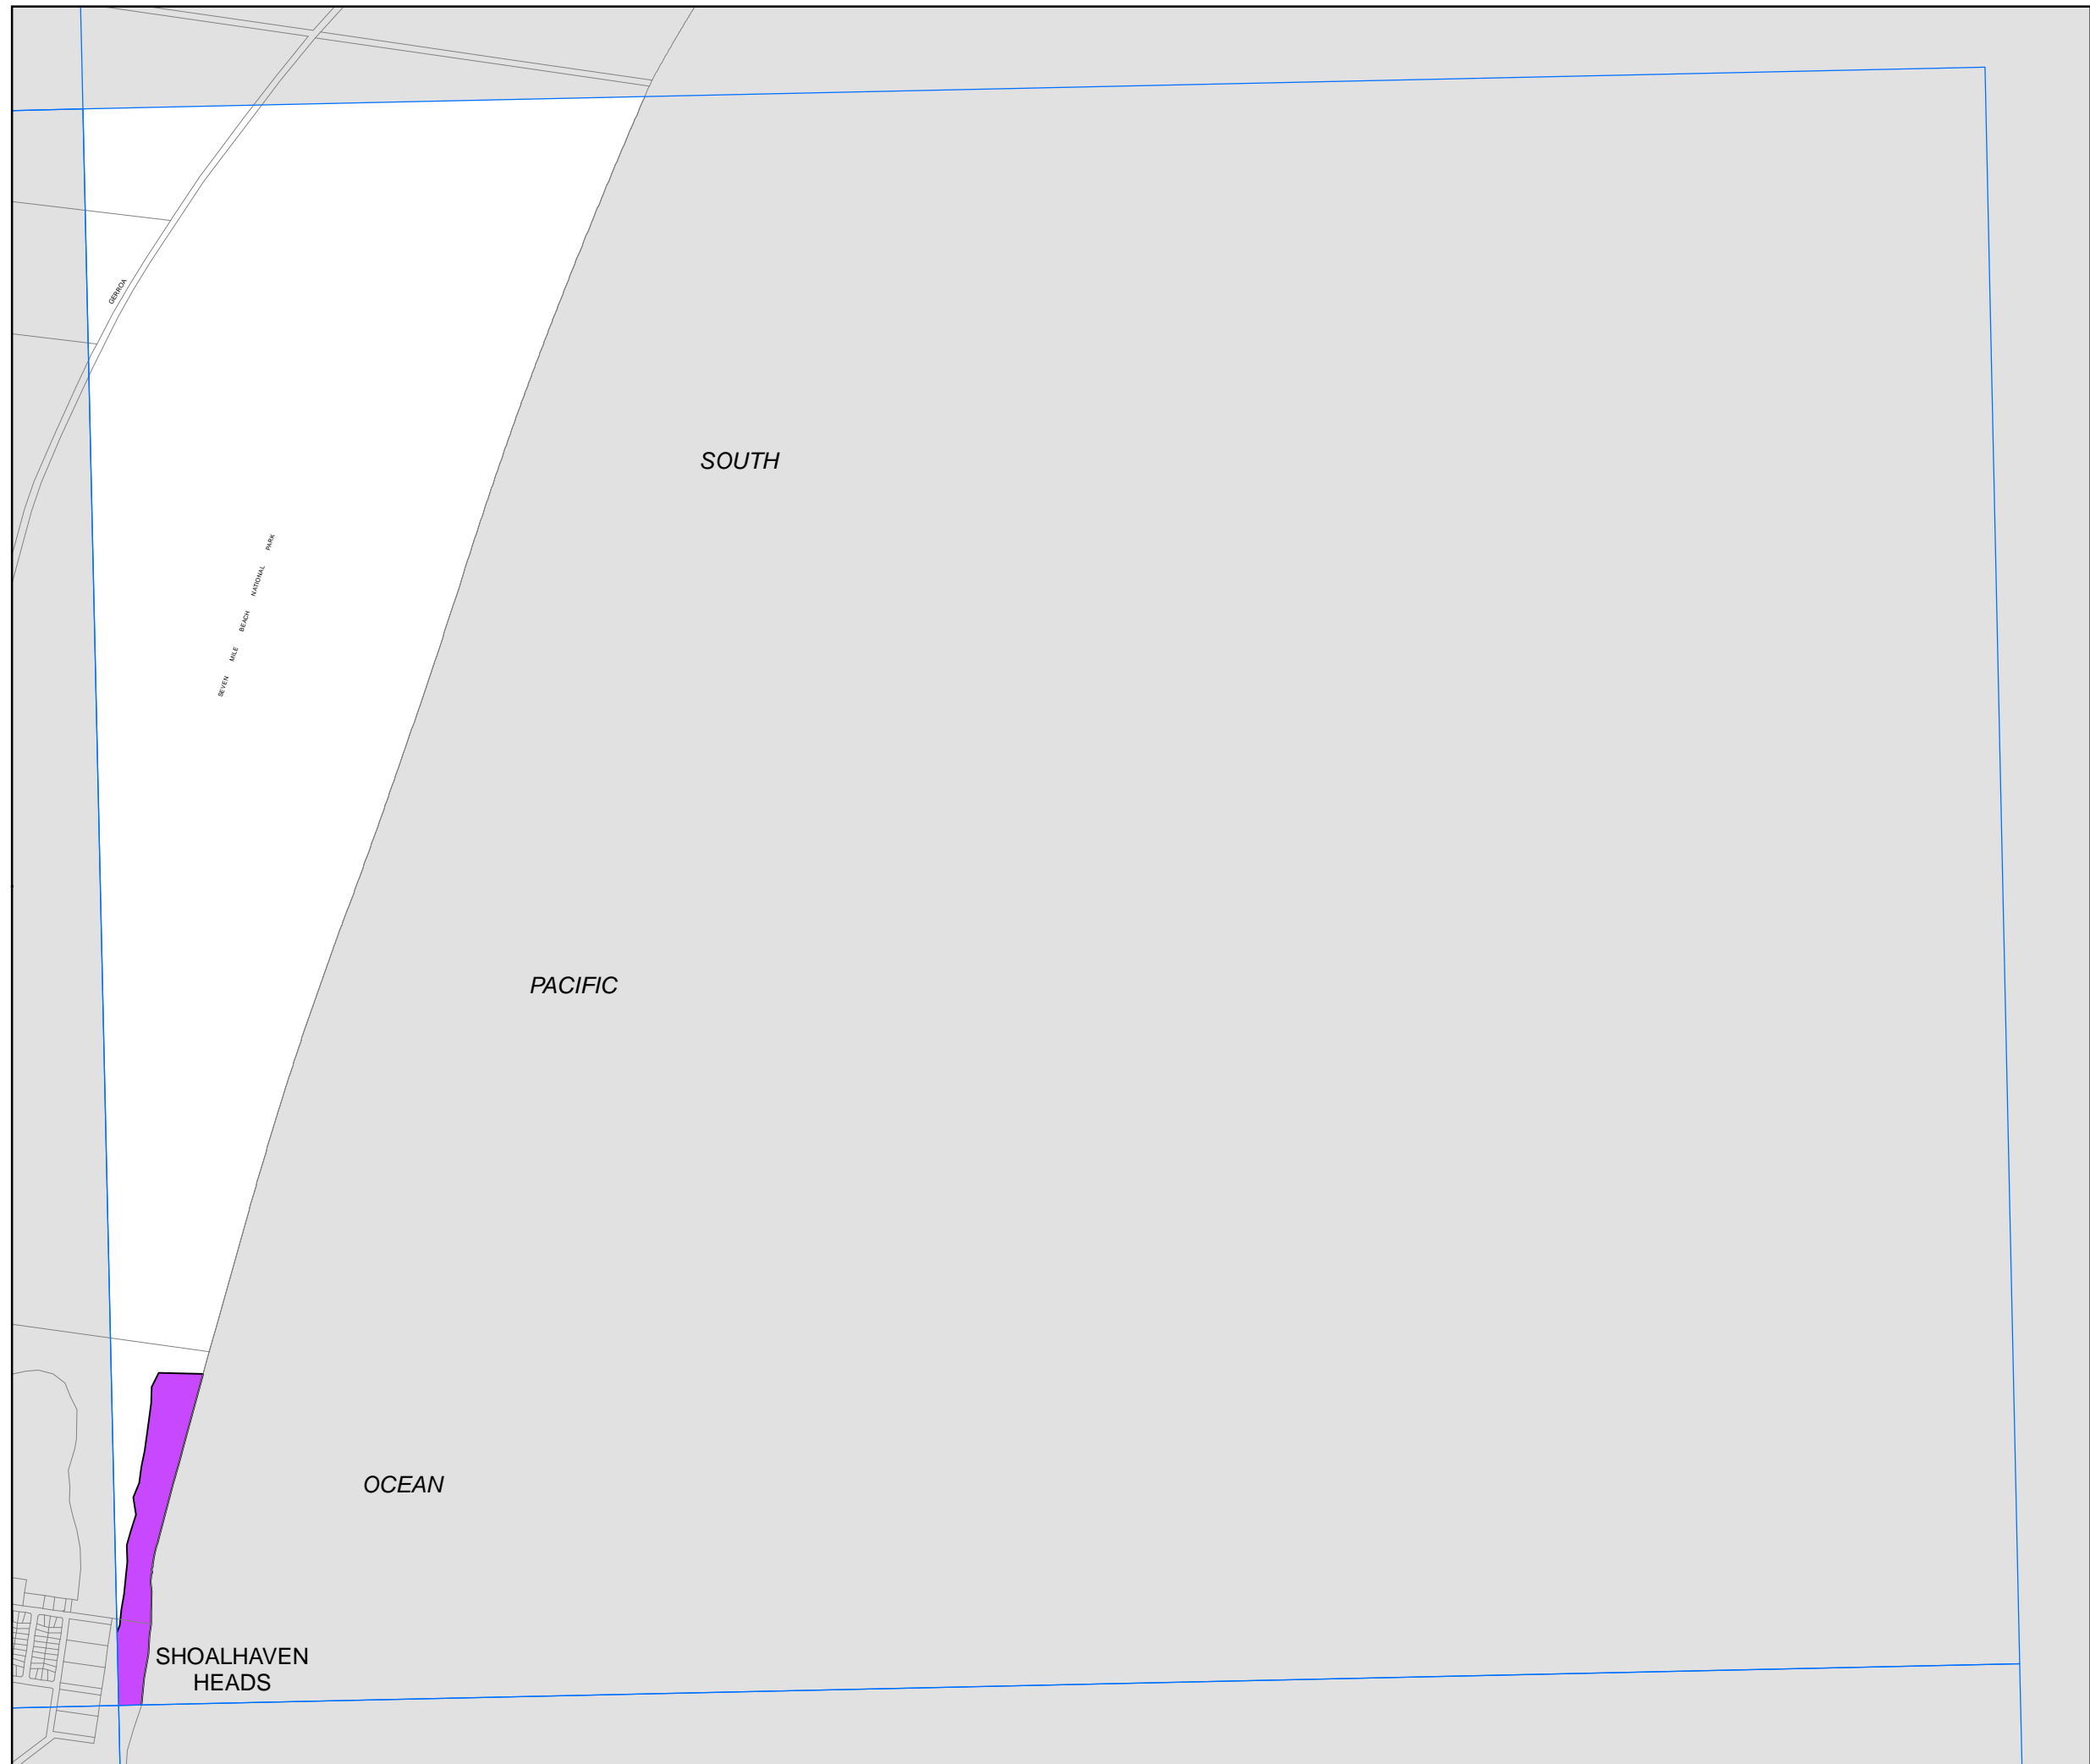 GERROA
SOUTH
SEVEN MILE BEACH NATIONAL PARK
PACIFIC
OCEAN
SHOALHAVEN
HEADS